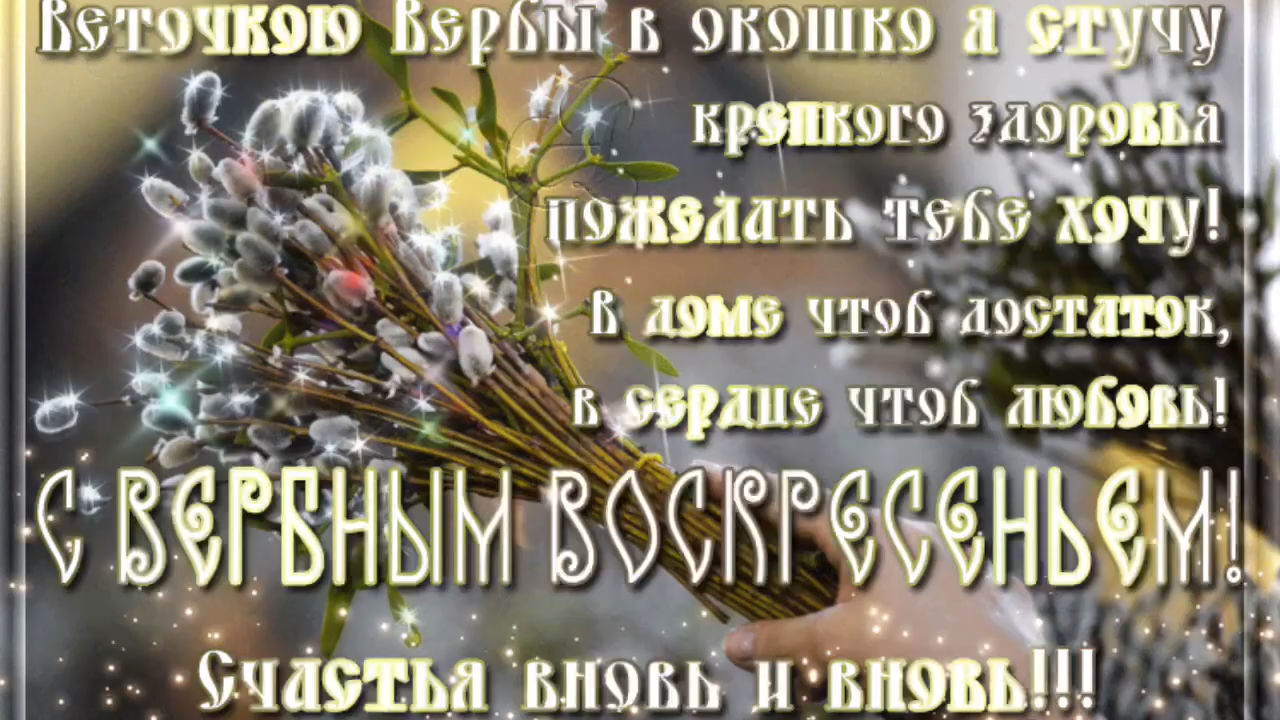 Веточкою Вербы в окошко я стучу
крепкого здоровья
пожелать тебе хочу!
В доме чтоб достаток,
в сердце чтоб любовь!
С ВЕРБНЫМ ВОСКРЕСЕНЬЕМ!
Счастья вновь и вновь!!!